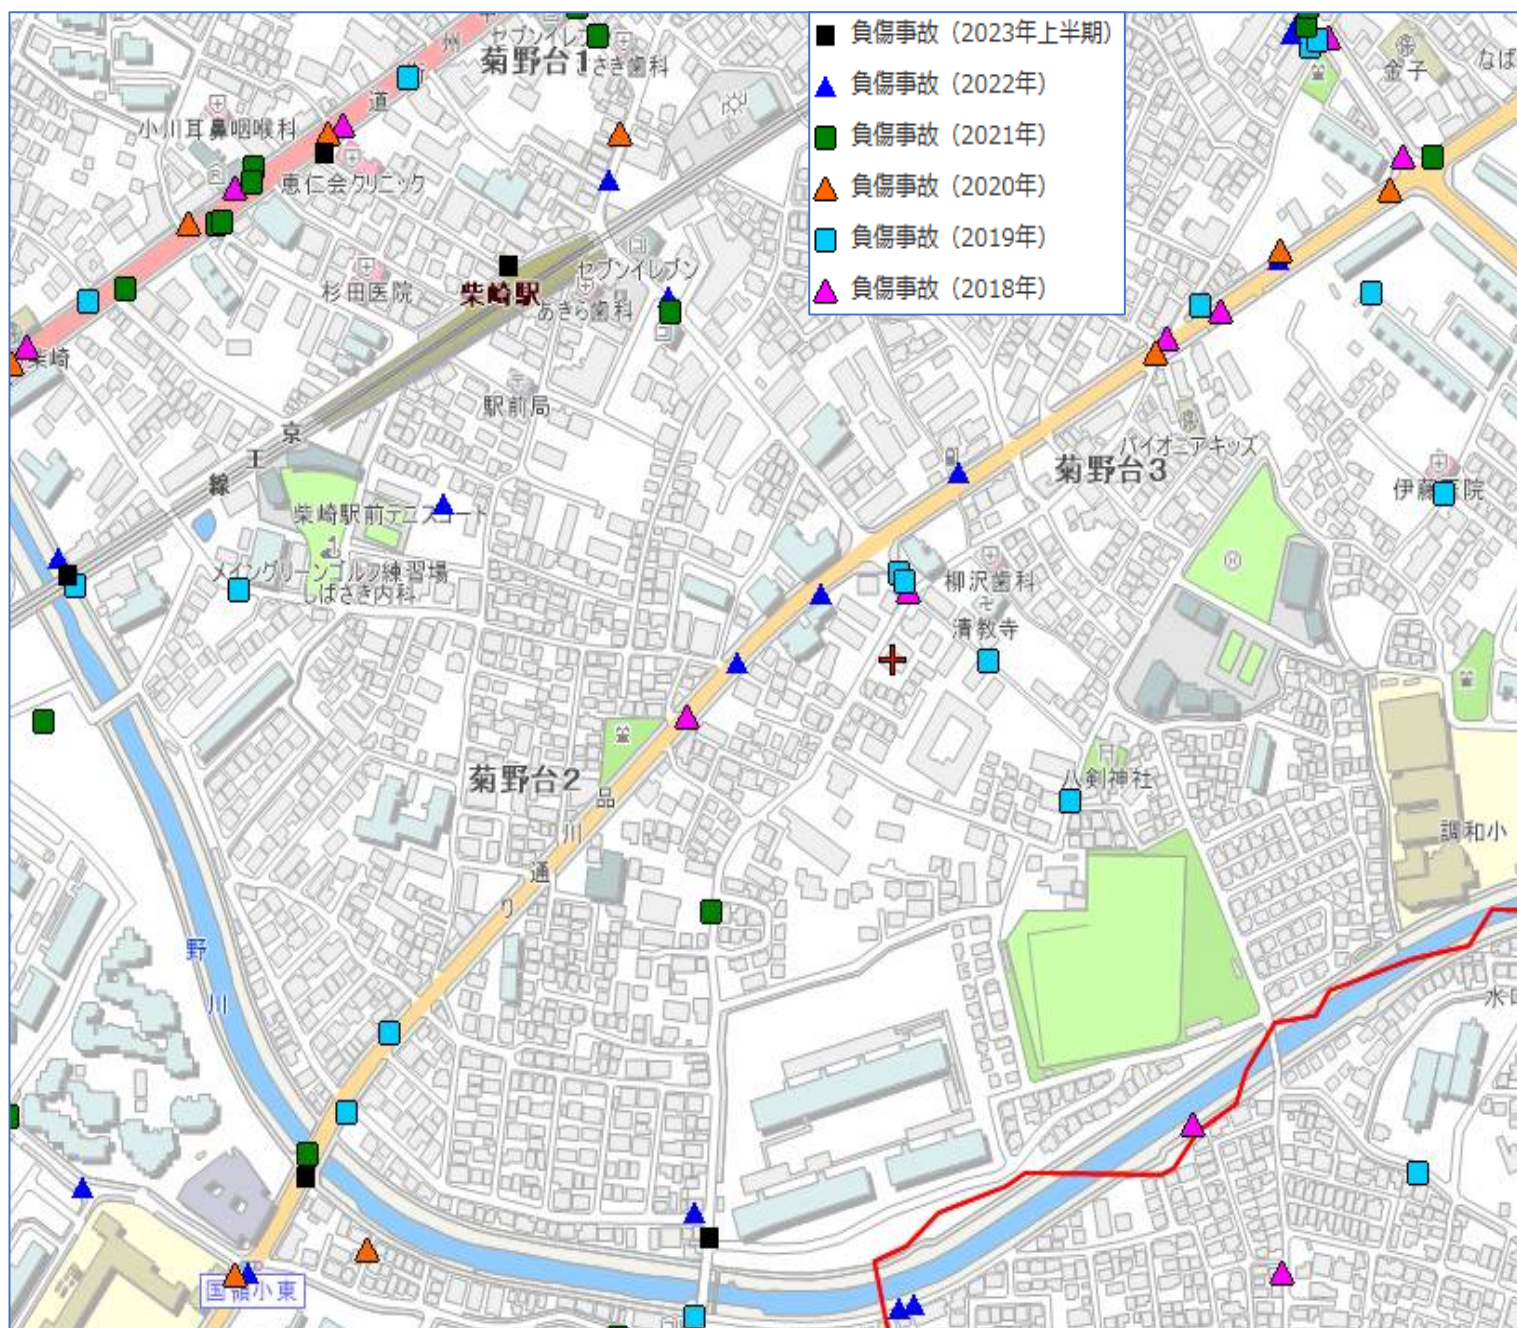 負傷事故（2023年上半期）
負傷事故（2022年）
負傷事故（2021年）
負傷事故（2020年）
負傷事故（2019年）
負傷事故（2018年）
セブンイレブン
菊野台1
州
道
小川耳鼻咽喉科
恵仁会クリニック
金子
なば
柴崎駅
杉田医院
セブンイレブン
あきら歯科
柴崎
駅前局
京
王
線
柴崎駅前テニスコート
メイングリーンゴルフ練習場
しばさき内科
パイオニアキッズ
菊野台3
伊藤医院
柳沢歯科
清教寺
菊野台2
八剣神社
調和小
品
川
通
り
野
川
国領小東